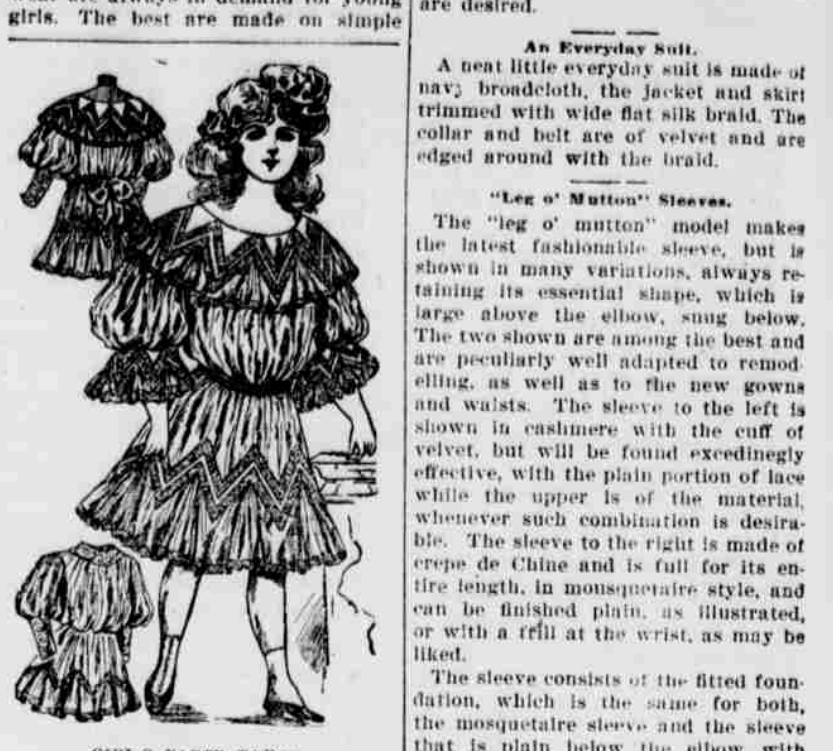 girls. The best are made on simple
are desired.
An Everyday Suit.
A neat little everyday suit is made of
navy broadcloth, the jacket and skirt
trimmed with wide flat silk braid. The
collar and belt are of velvet and are
edged around with the braid.
"Leg o' Mutton" Sleeves.
The "leg o' mutton" model makes
the latest fashionable sleeve, but is
shown in many variations, always re-
taining its essential shape, which is
large above the elbow, snug below.
The two shown are among the best and
are peculiarly well adapted to remod-
elling, as well as to the new gowns
and waists. The sleeve to the left is
shown in cashmere with the cuff of
velvet, but will be found excedinegly
effective, with the plain portion of lace
while the upper is of the material,
whenever such combination is desira-
ble. The sleeve to the right is made of
crepe de Chine and is full for its en-
tire length, in mousquetaire style, and
can be finished plain, as illustrated,
or with a frill at the wrist, as may be
liked.
The sleeve consists of the fitted foun-
dation, which is the same for both,
the mosquetaire sleeve and the sleeve
that is plain below the elbow, with